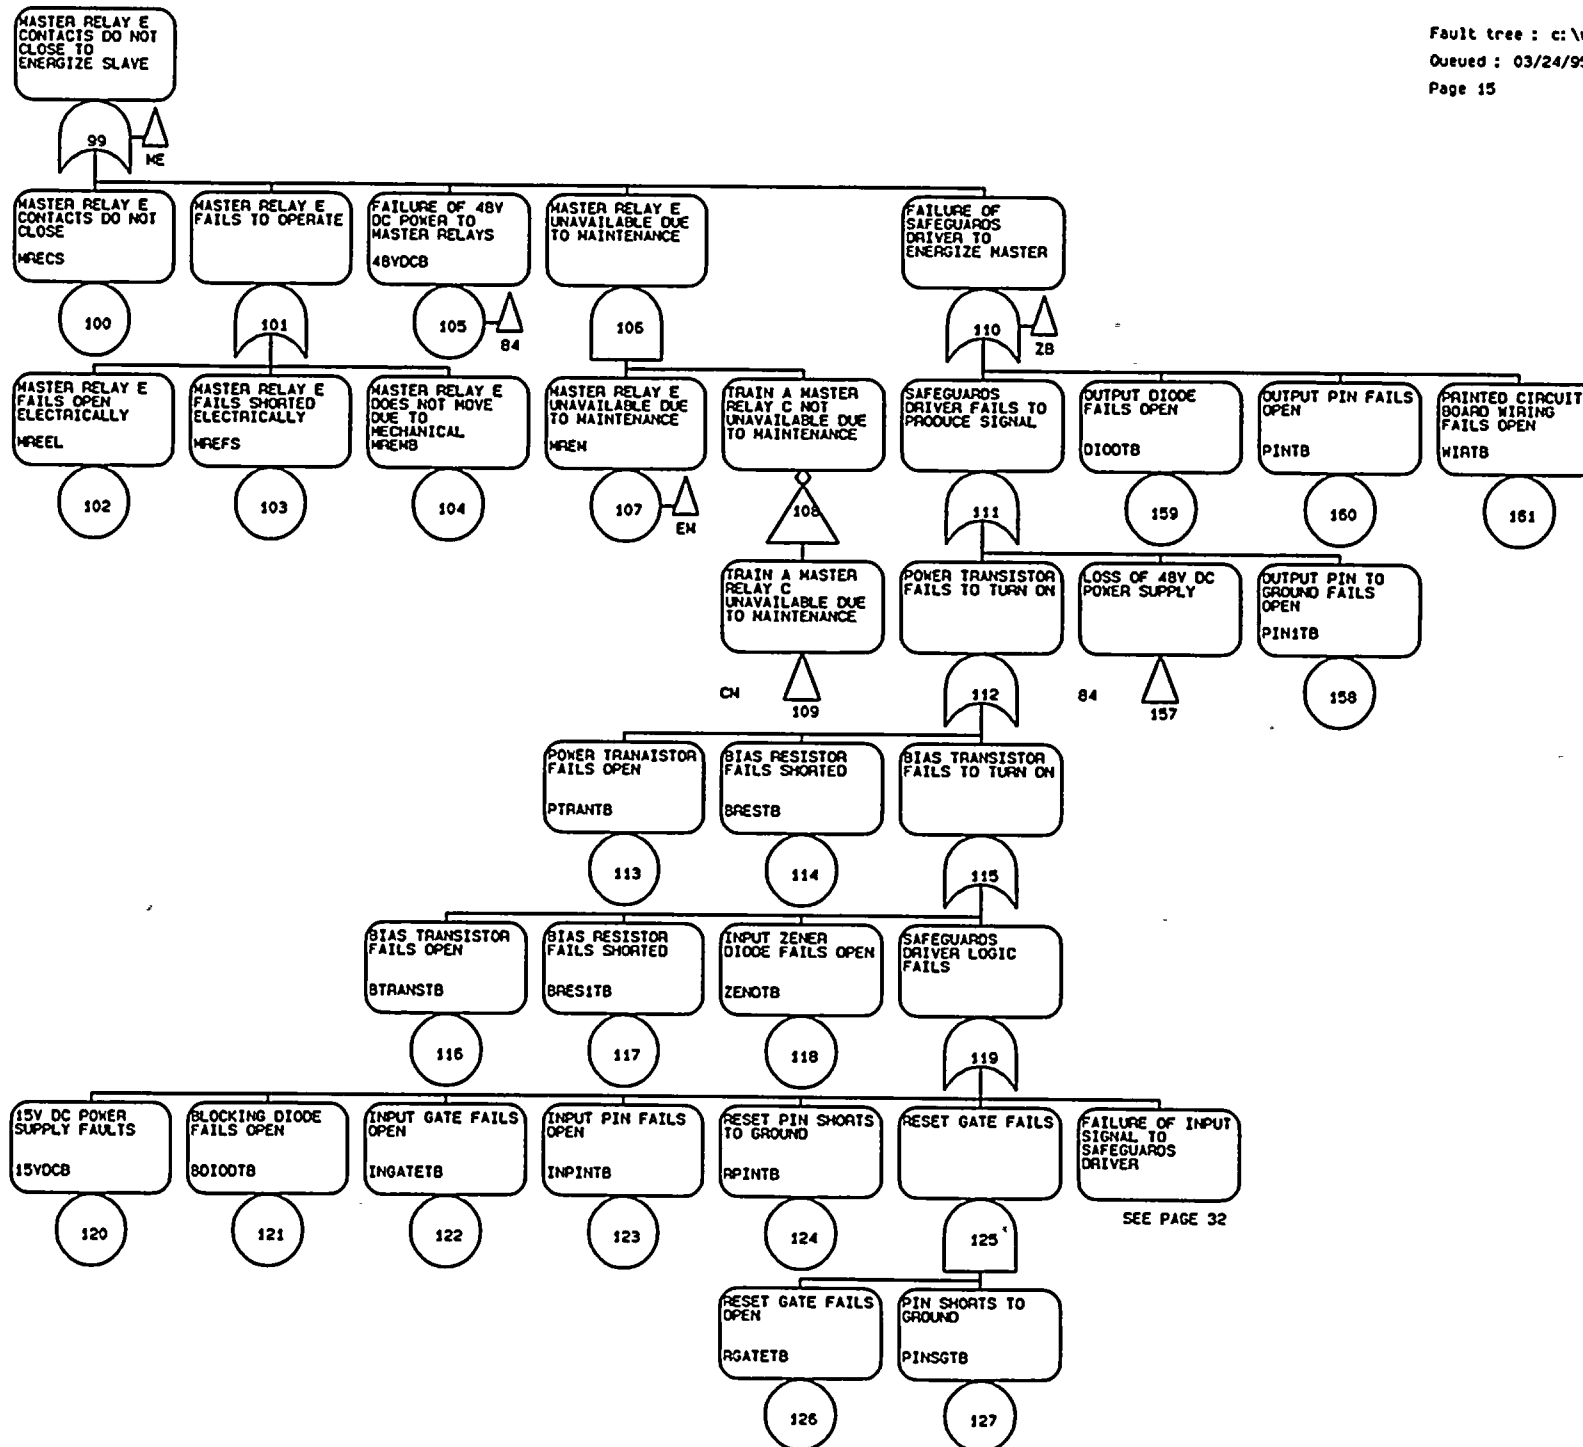 Fault tree : c:\
Queued : 03/24/95
Page 15
MASTER RELAY E
CONTACTS DO NOT
CLOSE TO
ENERGIZE SLAVE
99
ME
MASTER RELAY E
CONTACTS DO NOT
CLOSE
MRECS
100
MASTER RELAY E
FAILS TO OPERATE
101
FAILURE OF 48V
DC POWER TO
MASTER RELAYS
48VDCB
105
84
MASTER RELAY E
UNAVAILABLE DUE
TO MAINTENANCE
106
FAILURE OF
SAFEGUARDS
DRIVER TO
ENERGIZE MASTER
110
ZB
MASTER RELAY E
FAILS OPEN
ELECTRICALLY
MREEL
102
MASTER RELAY E
FAILS SHORTED
ELECTRICALLY
MREFS
103
MASTER RELAY E
DOES NOT MOVE
DUE TO
MECHANICAL
MREMB
104
MASTER RELAY E
UNAVAILABLE DUE
TO MAINTENANCE
MREM
107
EM
TRAIN A MASTER
RELAY C NOT
UNAVAILABLE DUE
TO MAINTENANCE
108
SAFEGUARDS
DRIVER FAILS TO
PRODUCE SIGNAL
111
OUTPUT DIODE
FAILS OPEN
DIODTB
159
OUTPUT PIN FAILS
OPEN
PINTB
160
PRINTED CIRCUIT
BOARD WIRING
FAILS OPEN
WIRTB
161
TRAIN A MASTER
RELAY C
UNAVAILABLE DUE
TO MAINTENANCE
CM
109
POWER TRANSISTOR
FAILS TO TURN ON
112
LOSS OF 48V DC
POWER SUPPLY
84
157
OUTPUT PIN TO
GROUND FAILS
OPEN
PIN1TB
158
POWER TRANAISTOR
FAILS OPEN
PTRANTB
113
BIAS RESISTOR
FAILS SHORTED
BRESTB
114
BIAS TRANSISTOR
FAILS TO TURN ON
115
BIAS TRANSISTOR
FAILS OPEN
BTRANSTB
116
BIAS RESISTOR
FAILS SHORTED
BRES1TB
117
INPUT ZENER
DIODE FAILS OPEN
ZENDTB
118
SAFEGUARDS
DRIVER LOGIC
FAILS
119
15V DC POWER
SUPPLY FAULTS
15VDCB
120
BLOCKING DIODE
FAILS OPEN
BDIODTB
121
INPUT GATE FAILS
OPEN
INGATETB
122
INPUT PIN FAILS
OPEN
INPINTB
123
RESET PIN SHORTS
TO GROUND
RPINTB
124
RESET GATE FAILS
125
FAILURE OF INPUT
SIGNAL TO
SAFEGUARDS
DRIVER
SEE PAGE 32
RESET GATE FAILS
OPEN
RGATETB
126
PIN SHORTS TO
GROUND
PINSGTB
127